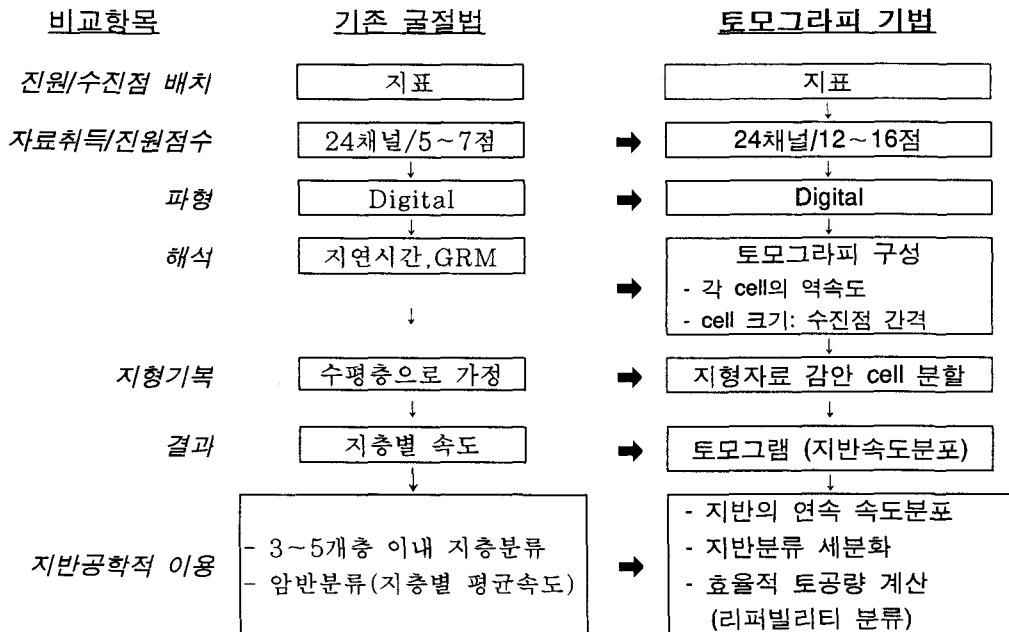 비교항목 기존 굴절법 토모그라피 기법
진원/수진점 배치 지표 지표
자료취득/진원점수 24채널/5~7점 24채널/12~16점
파형 Digital Digital
해석 지연시간,GRM 토모그라피 구성
- 각 cell의 역속도
- cell 크기: 수진점 간격
지형기복 수평층으로 가정 지형자료 감안 cell 분할
결과 지층별 속도 토모그램 (지반속도분포)
지반공학적 이용
- 3~5개층 이내 지층분류
- 암반분류(지층별 평균속도)
- 지반의 연속 속도분포
- 지반분류 세분화
- 효율적 토공량 계산
(리퍼빌리티 분류)